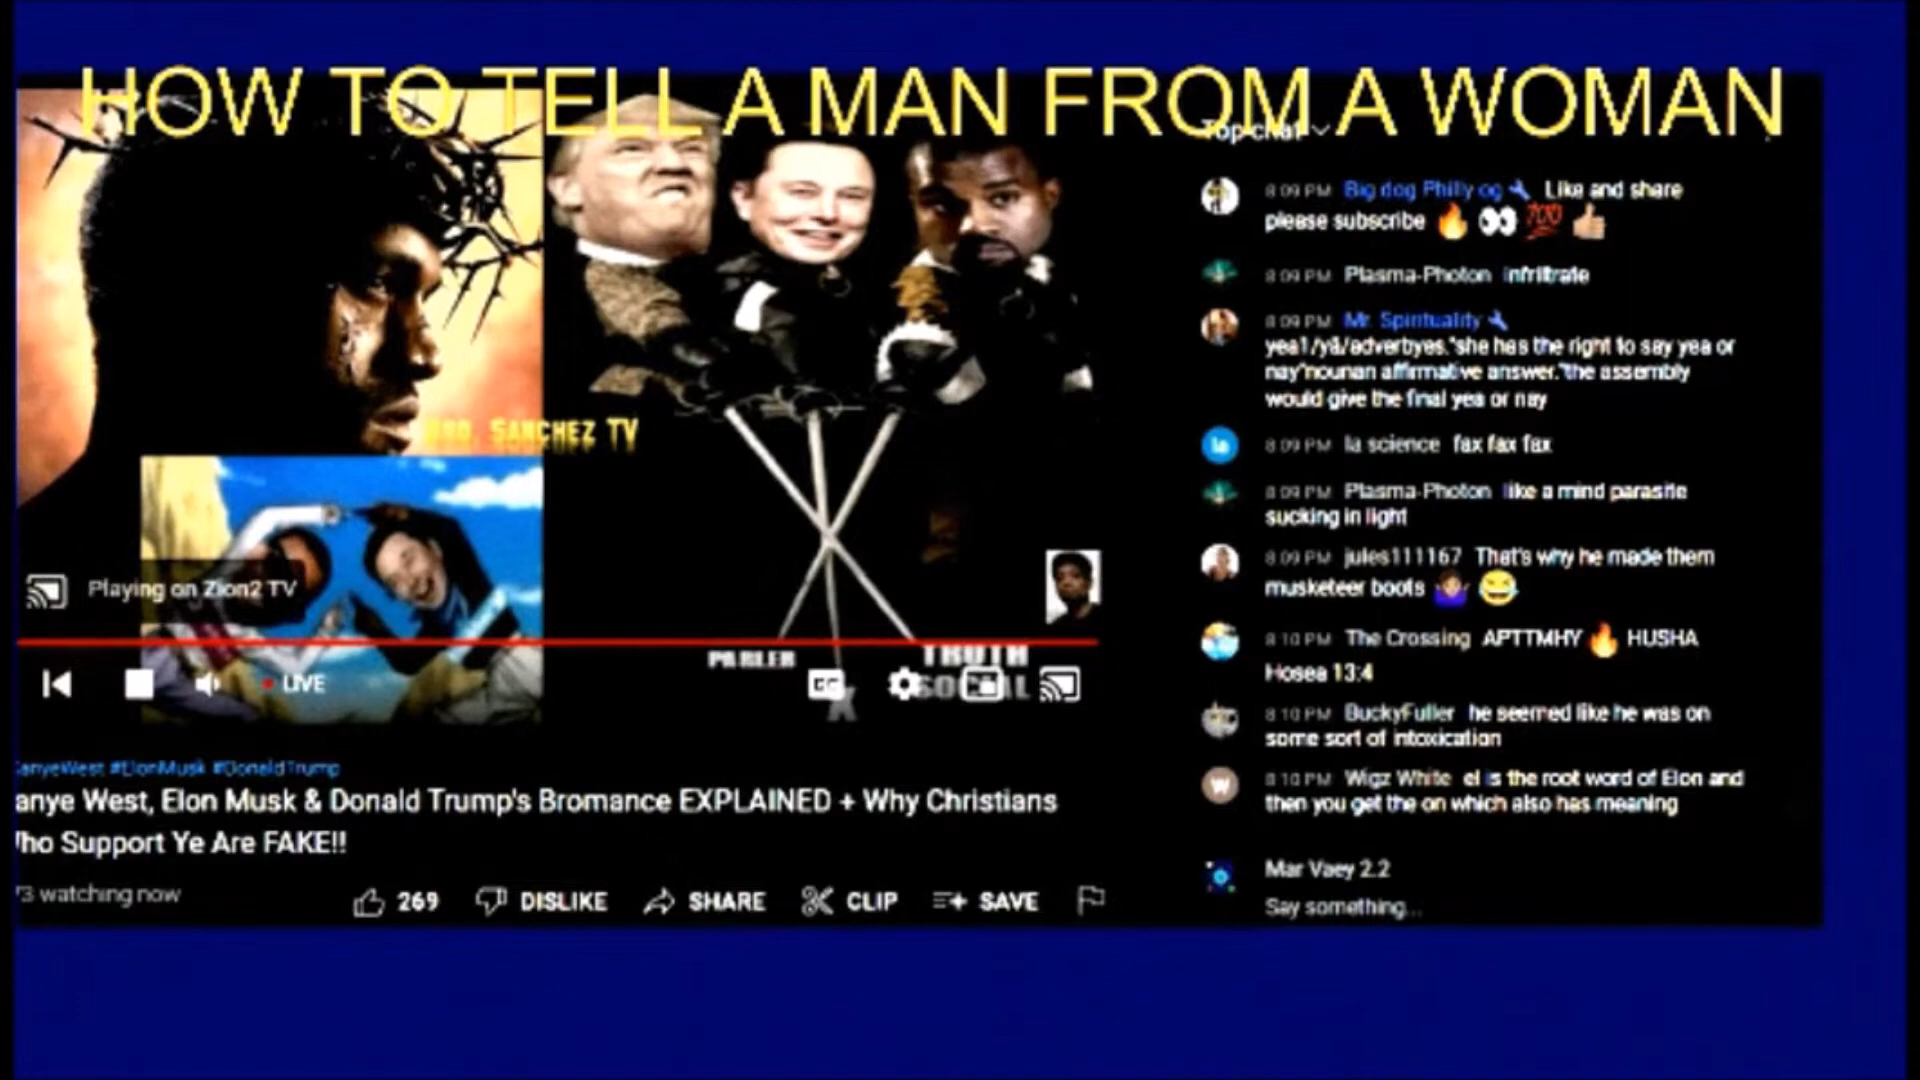 HOW TO TELL A MAN FROM A WOMAN
Top chat
SANCHEZ TV
Playing on Zion2 TV
LIVE
PARLER
TRUTH
SOCIAL
X
CC
#ElonMusk #DonaldTrump
anye West, Elon Musk & Donald Trump's Bromance EXPLAINED + Why Christians
ho Support Ye Are FAKE!!
3 watching now
269 DISLIKE SHARE CLIP SAVE
8:09 PM Big dog Philly og 🔧 Like and share
please subscribe 🔥 👀 💯 👍🏽
8:09 PM Plasma-Photon infriltrate
8:09 PM Mr. Spirituality 🔧
yea1/yā/adverbyes."she has the right to say yea or
nay"nounan affirmative answer."the assembly
would give the final yea or nay
la 8:09 PM la science fax fax fax
8:09 PM Plasma-Photon like a mind parasite
sucking in light
8:09 PM jules111167 That's why he made them
musketeer boots 🤷🏽 😂
8:10 PM The Crossing APTTMHY 🔥 HUSHA
Hosea 13:4
8:10 PM BuckyFuller he seemed like he was on
some sort of intoxication
W 8:10 PM Wigz White el is the root word of Elon and
then you get the on which also has meaning
Mar Vaey 2.2
Say something...